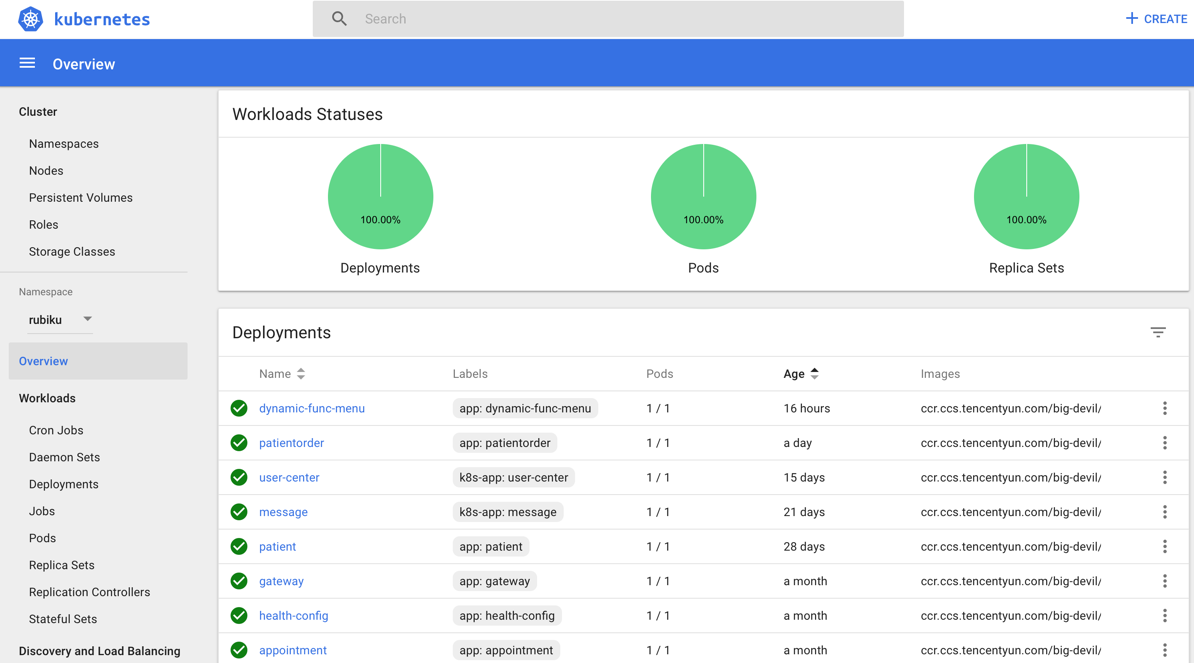 kubernetes
Search
CREATE
Overview
Cluster
Namespaces
Nodes
Persistent Volumes
Roles
Storage Classes
Namespace
rubiku
Overview
Workloads
Cron Jobs
Daemon Sets
Deployments
Jobs
Pods
Replica Sets
Replication Controllers
Stateful Sets
Discovery and Load Balancing
Workloads Statuses
100.00% 100.00% 100.00%
Deployments Pods Replica Sets
Deployments
Name Labels Pods Age Images
dynamic-func-menu app: dynamic-func-menu 1 / 1 16 hours ccr.ccs.tencentyun.com/big-devil/
patientorder app: patientorder 1 / 1 a day ccr.ccs.tencentyun.com/big-devil/
user-center k8s-app: user-center 1 / 1 15 days ccr.ccs.tencentyun.com/big-devil/
message k8s-app: message 1 / 1 21 days ccr.ccs.tencentyun.com/big-devil/
patient app: patient 1 / 1 28 days ccr.ccs.tencentyun.com/big-devil/
gateway app: gateway 1 / 1 a month ccr.ccs.tencentyun.com/big-devil/
health-config app: health-config 1 / 1 a month ccr.ccs.tencentyun.com/big-devil/
appointment app: appointment 1 / 1 a month ccr.ccs.tencentyun.com/big-devil/